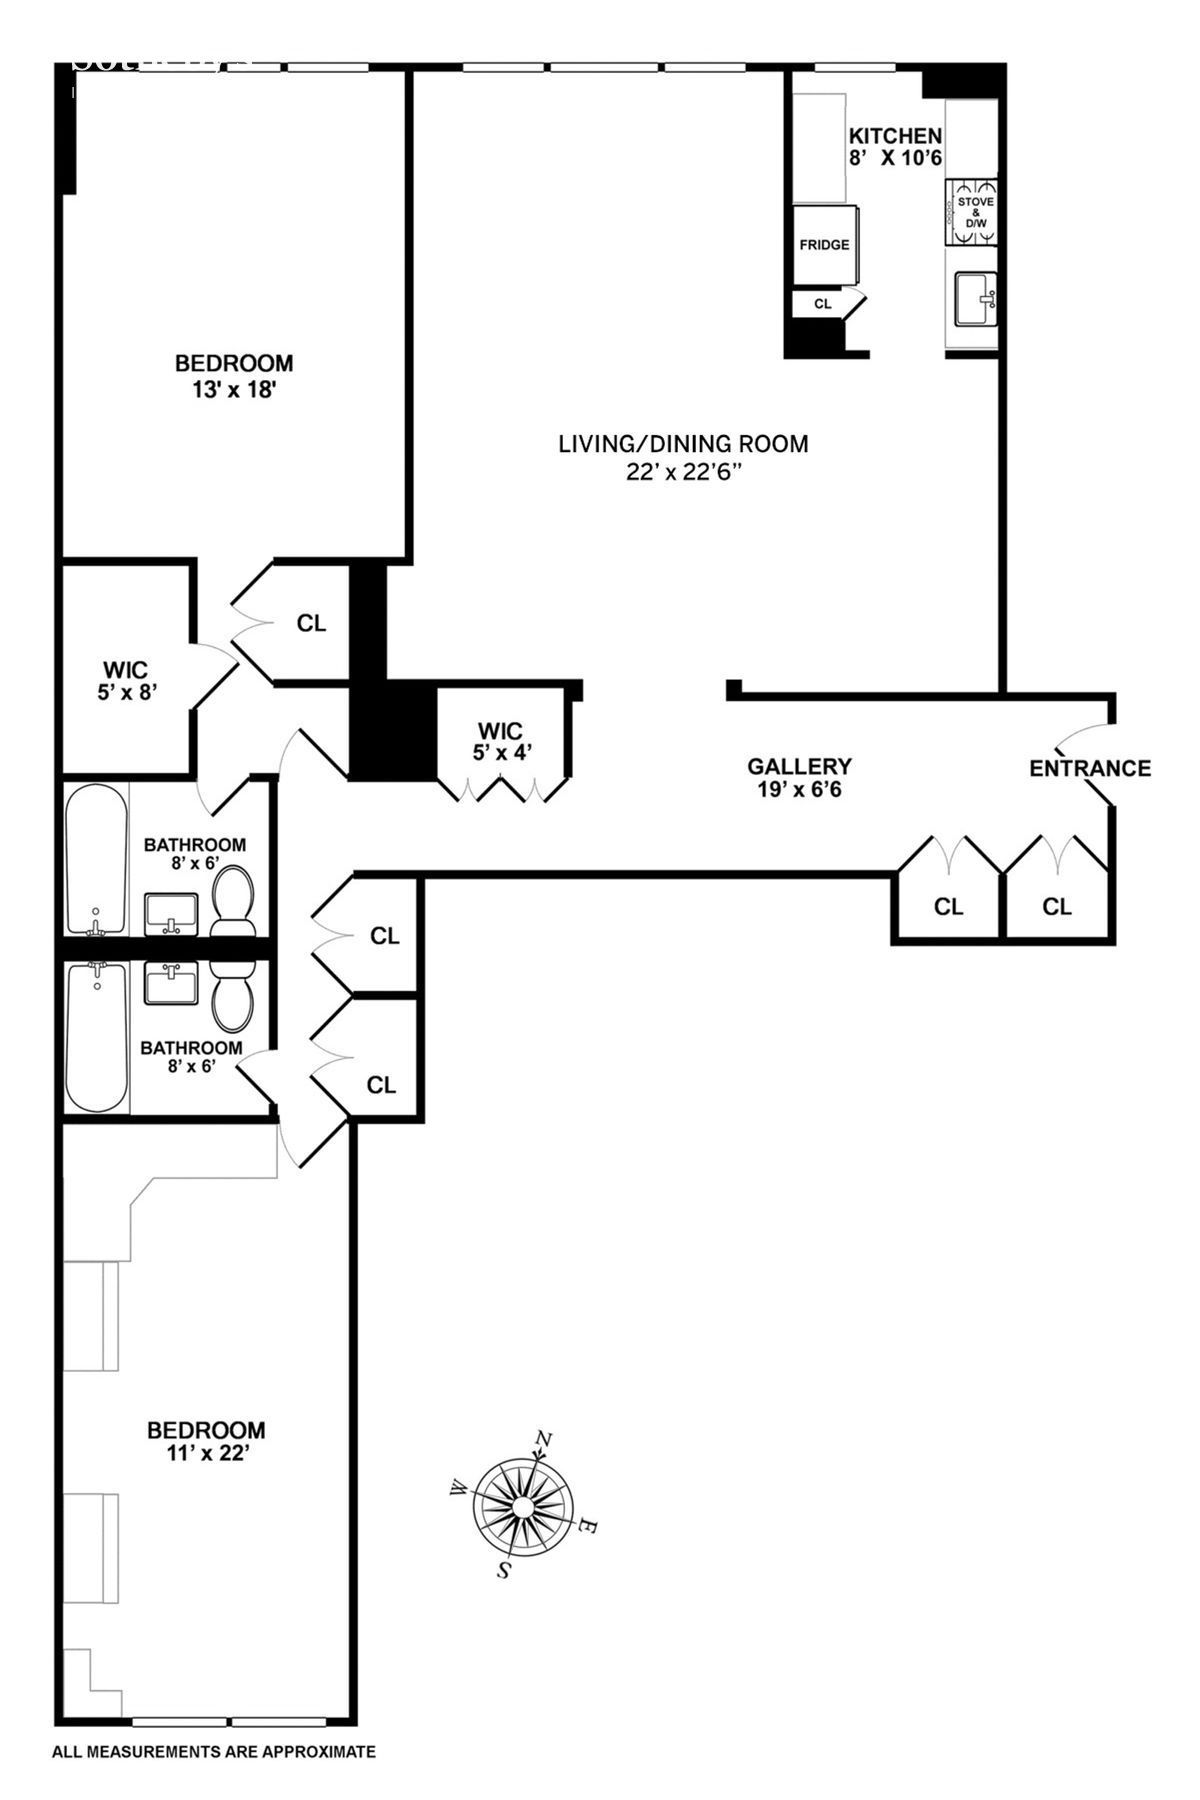 KITCHEN
8' X 10'6
STOVE
&
D/W
FRIDGE
CL
BEDROOM
13' x 18'
LIVING/DINING ROOM
22' x 22'6"
CL
WIC
5' x 8'
WIC
5' x 4'
GALLERY
19' x 6'6
ENTRANCE
BATHROOM
8' x 6'
CL
CL
CL
BATHROOM
8' x 6'
CL
BEDROOM
11' x 22'
N
W
E
S
ALL MEASUREMENTS ARE APPROXIMATE